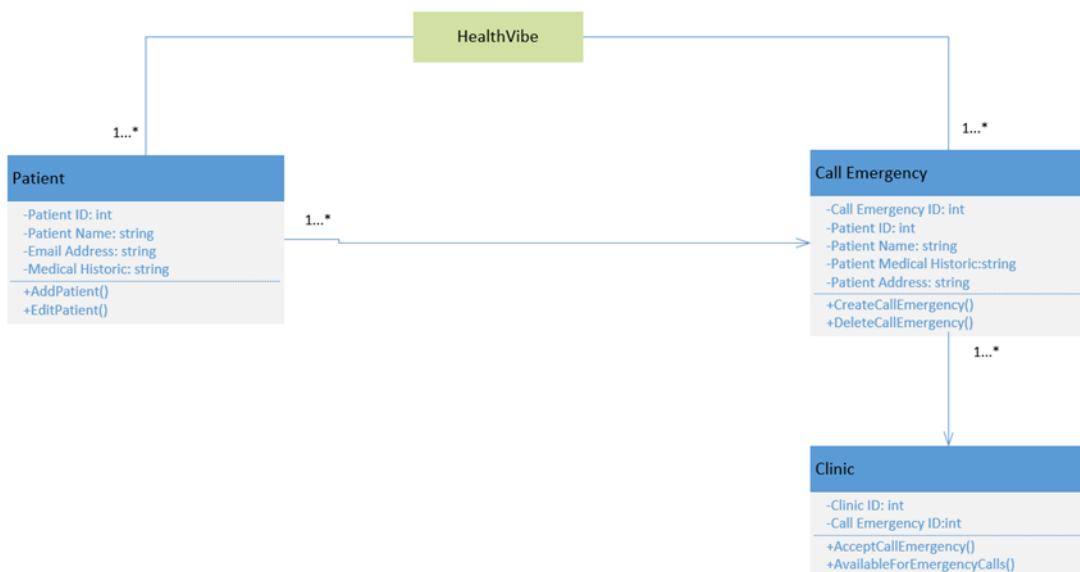 HealthVibe
1...*
1...*
Patient
-Patient ID: int
-Patient Name: string
-Email Address: string
-Medical Historic: string
+AddPatient()
+EditPatient()
1...*
Call Emergency
-Call Emergency ID: int
-Patient ID: int
-Patient Name: string
-Patient Medical Historic:string
-Patient Address: string
+CreateCallEmergency()
+DeleteCallEmergency()
1...*
Clinic
-Clinic ID: int
-Call Emergency ID:int
+AcceptCallEmergency()
+AvailableForEmergencyCalls()